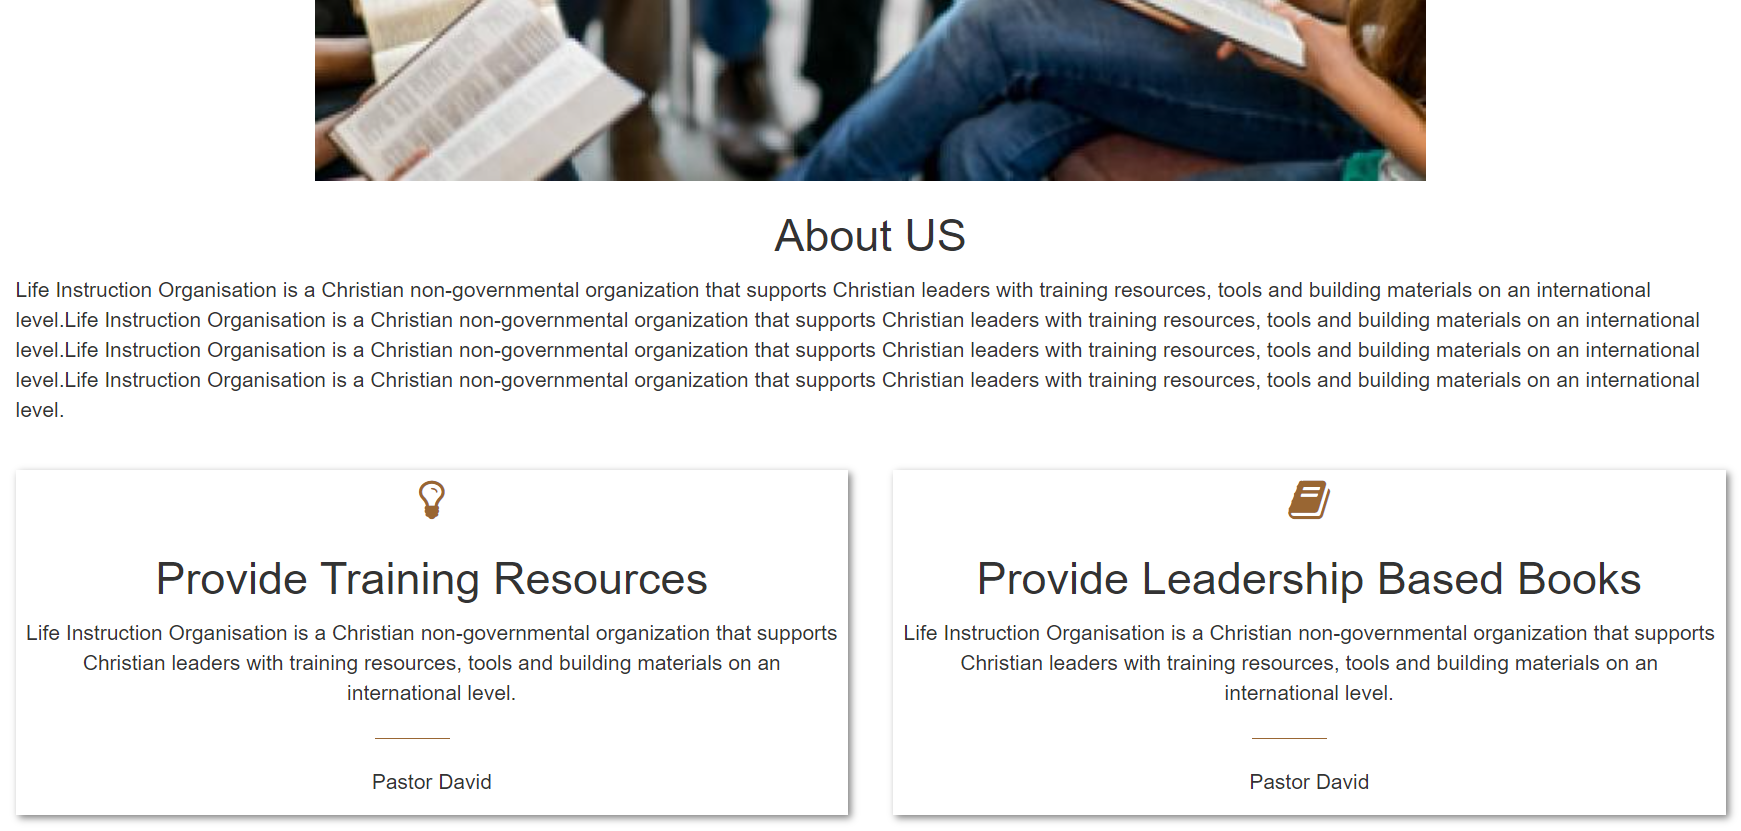 About US
Life Instruction Organisation is a Christian non-governmental organization that supports Christian leaders with training resources, tools and building materials on an international
level.Life Instruction Organisation is a Christian non-governmental organization that supports Christian leaders with training resources, tools and building materials on an international
level.Life Instruction Organisation is a Christian non-governmental organization that supports Christian leaders with training resources, tools and building materials on an international
level.Life Instruction Organisation is a Christian non-governmental organization that supports Christian leaders with training resources, tools and building materials on an international
level.
Provide Training Resources
Life Instruction Organisation is a Christian non-governmental organization that supports
Christian leaders with training resources, tools and building materials on an
international level.
Pastor David
Provide Leadership Based Books
Life Instruction Organisation is a Christian non-governmental organization that supports
Christian leaders with training resources, tools and building materials on an
international level.
Pastor David